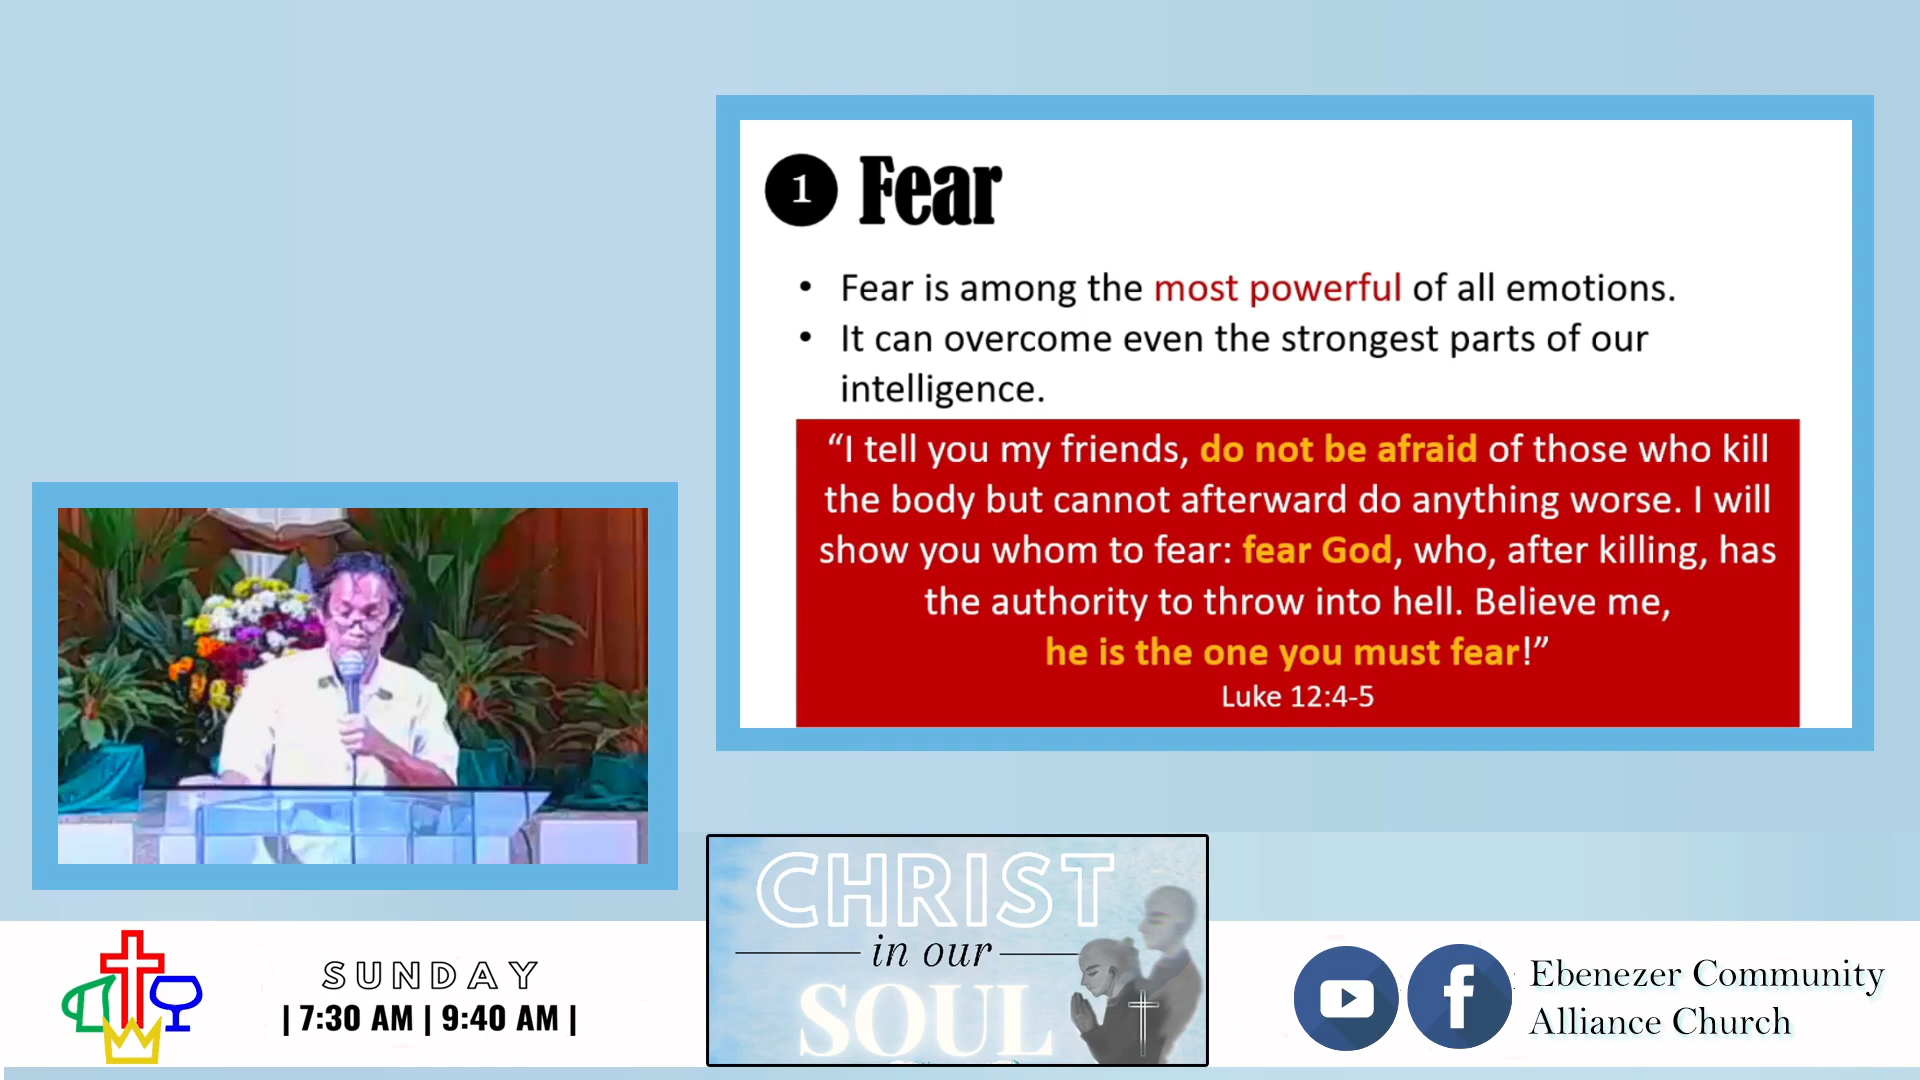 1 Fear
• Fear is among the most powerful of all emotions.
• It can overcome even the strongest parts of our
intelligence.
“I tell you my friends, do not be afraid of those who kill
the body but cannot afterward do anything worse. I will
show you whom to fear: fear God, who, after killing, has
the authority to throw into hell. Believe me,
he is the one you must fear!”
Luke 12:4-5
SUNDAY
| 7:30 AM | 9:40 AM |
CHRIST
in our
SOUL
Ebenezer Community
Alliance Church